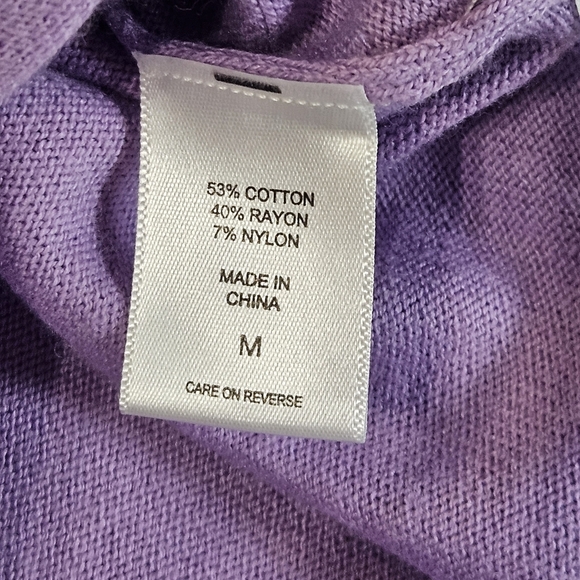 53% COTTON
40% RAYON
7% NYLON
MADE IN
CHINA
M
CARE ON REVERSE